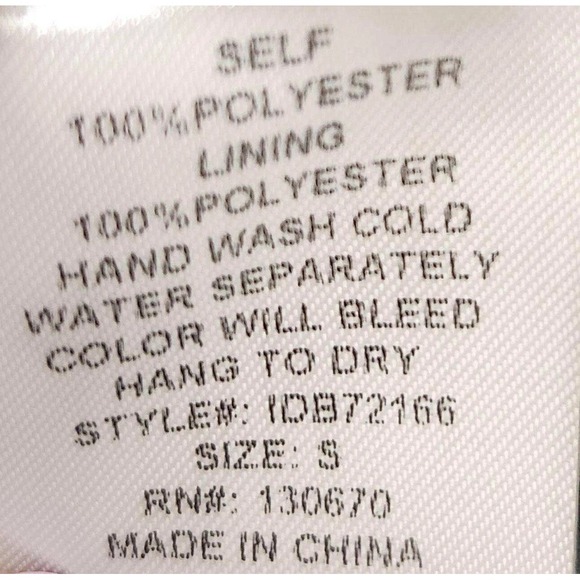 SELF
100%POLYESTER
LINING
100%POLYESTER
HAND WASH COLD
WATER SEPARATELY
COLOR WILL BLEED
HANG TO DRY
STYLE#: IDB72166
SIZE: S
RN#: 130670
MADE IN CHINA